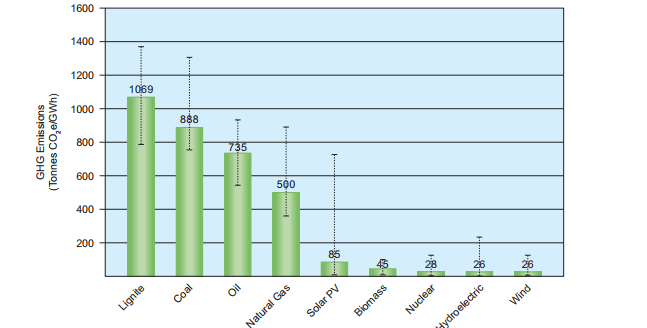 1600
1400
1200
1000
800
600
400
200
GHG Emissions
(Tonnes CO₂e/GWh)
1069
888
735
500
85
45
28
26
26
Lignite
Coal
Oil
Natural Gas
Solar PV
Biomass
Nuclear
Hydroelectric
Wind